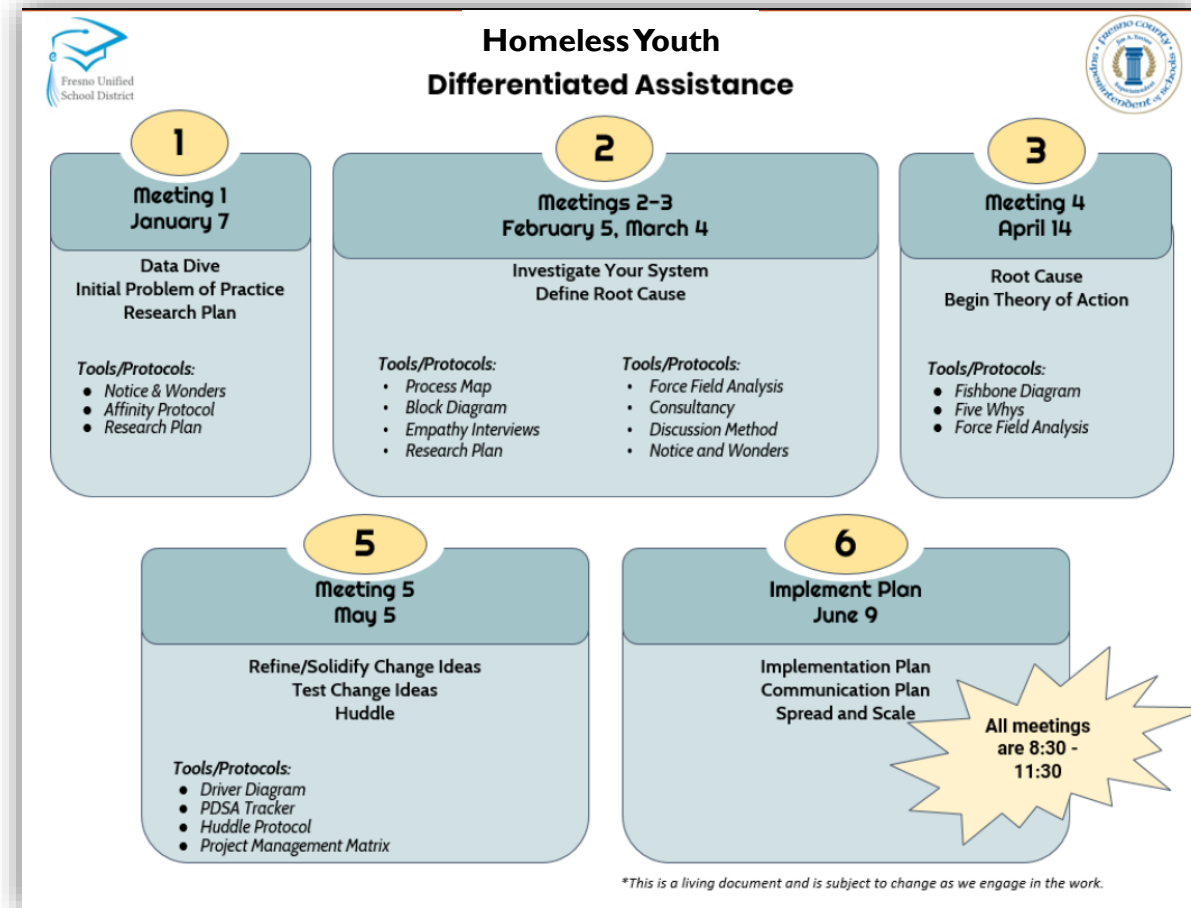 Homeless Youth
Differentiated Assistance
Fresno Unified
School District
FRESNO COUNTY
Superintendent of Schools
Superintendent
1
Meeting 1
January 7
Data Dive
Initial Problem of Practice
Research Plan
Tools/Protocols:
● Notice & Wonders
● Affinity Protocol
● Research Plan
2
Meetings 2-3
February 5, March 4
Investigate Your System
Define Root Cause
Tools/Protocols:
• Process Map
• Block Diagram
• Empathy Interviews
• Research Plan
Tools/Protocols:
• Force Field Analysis
• Consultancy
• Discussion Method
• Notice and Wonders
3
Meeting 4
April 14
Root Cause
Begin Theory of Action
Tools/Protocols:
● Fishbone Diagram
● Five Whys
● Force Field Analysis
5
Meeting 5
May 5
Refine/Solidify Change Ideas
Test Change Ideas
Huddle
Tools/Protocols:
● Driver Diagram
● PDSA Tracker
● Huddle Protocol
● Project Management Matrix
6
Implement Plan
June 9
Implementation Plan
Communication Plan
Spread and Scale
All meetings
are 8:30 -
11:30
*This is a living document and is subject to change as we engage in the work.